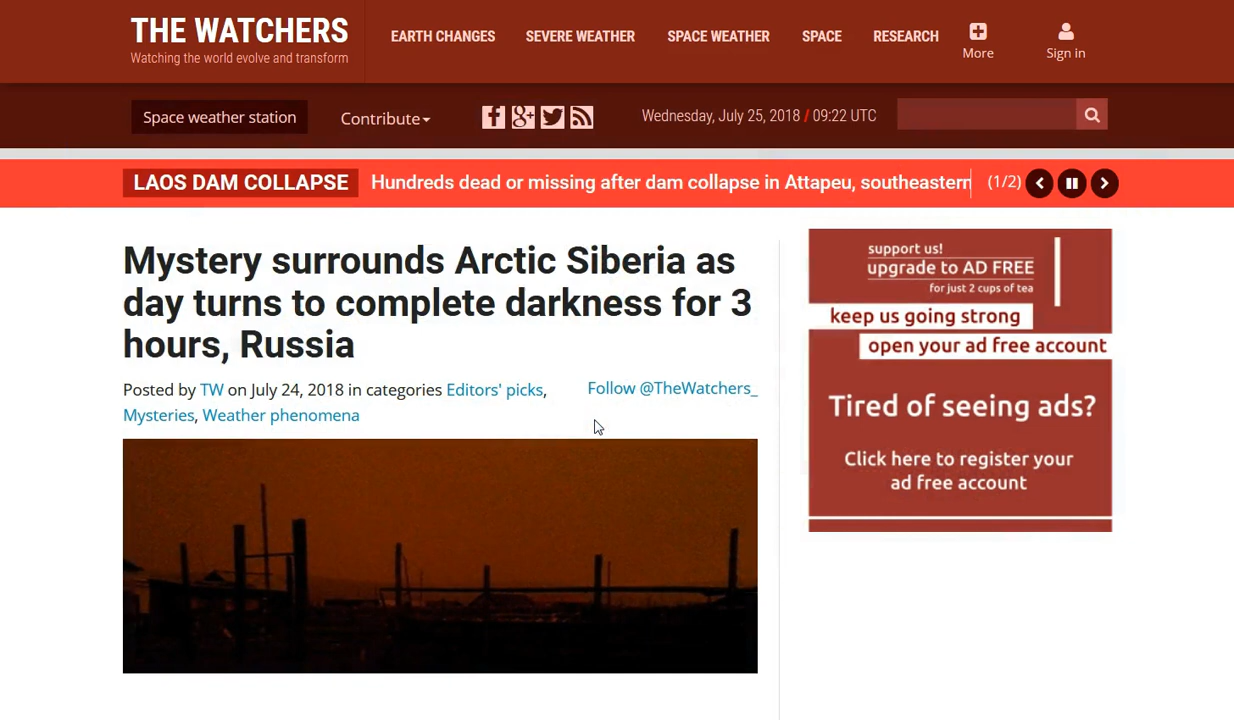 THE WATCHERS
Watching the world evolve and transform
EARTH CHANGES
SEVERE WEATHER
SPACE WEATHER
SPACE
RESEARCH
More
Sign in
Space weather station
Contribute
Wednesday, July 25, 2018 / 09:22 UTC
LAOS DAM COLLAPSE
Hundreds dead or missing after dam collapse in Attapeu, southeastern
(1/2)
Mystery surrounds Arctic Siberia as
day turns to complete darkness for 3
hours, Russia
Posted by TW on July 24, 2018 in categories Editors' picks,
Mysteries, Weather phenomena
Follow @TheWatchers_
support us!
upgrade to AD FREE
for just 2 cups of tea
keep us going strong
open your ad free account
Tired of seeing ads?
Click here to register your
ad free account